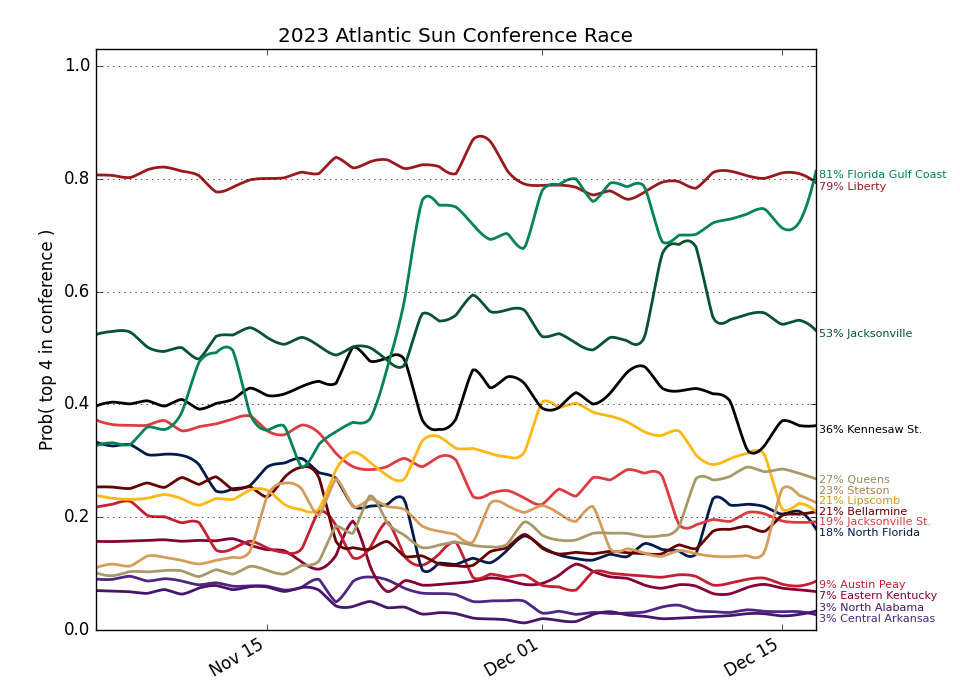 2023 Atlantic Sun Conference Race
Prob( top 4 in conference )
1.0
0.8
0.6
0.4
0.2
0.0
Nov 15
Dec 01
Dec 15
81% Florida Gulf Coast
79% Liberty
53% Jacksonville
36% Kennesaw St.
27% Queens
23% Stetson
21% Lipscomb
21% Bellarmine
19% Jacksonville St.
18% North Florida
9% Austin Peay
7% Eastern Kentucky
3% North Alabama
3% Central Arkansas